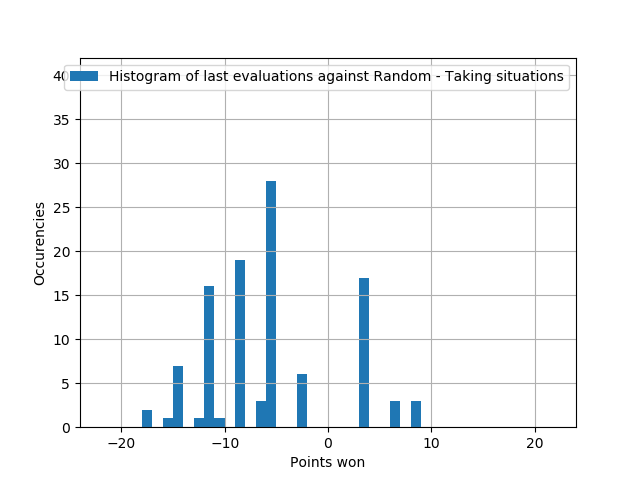 Histogram of last evaluations against Random - Taking situations
40
35
30
25
20
15
10
5
0
Occurencies
−20 −10 0 10 20
Points won